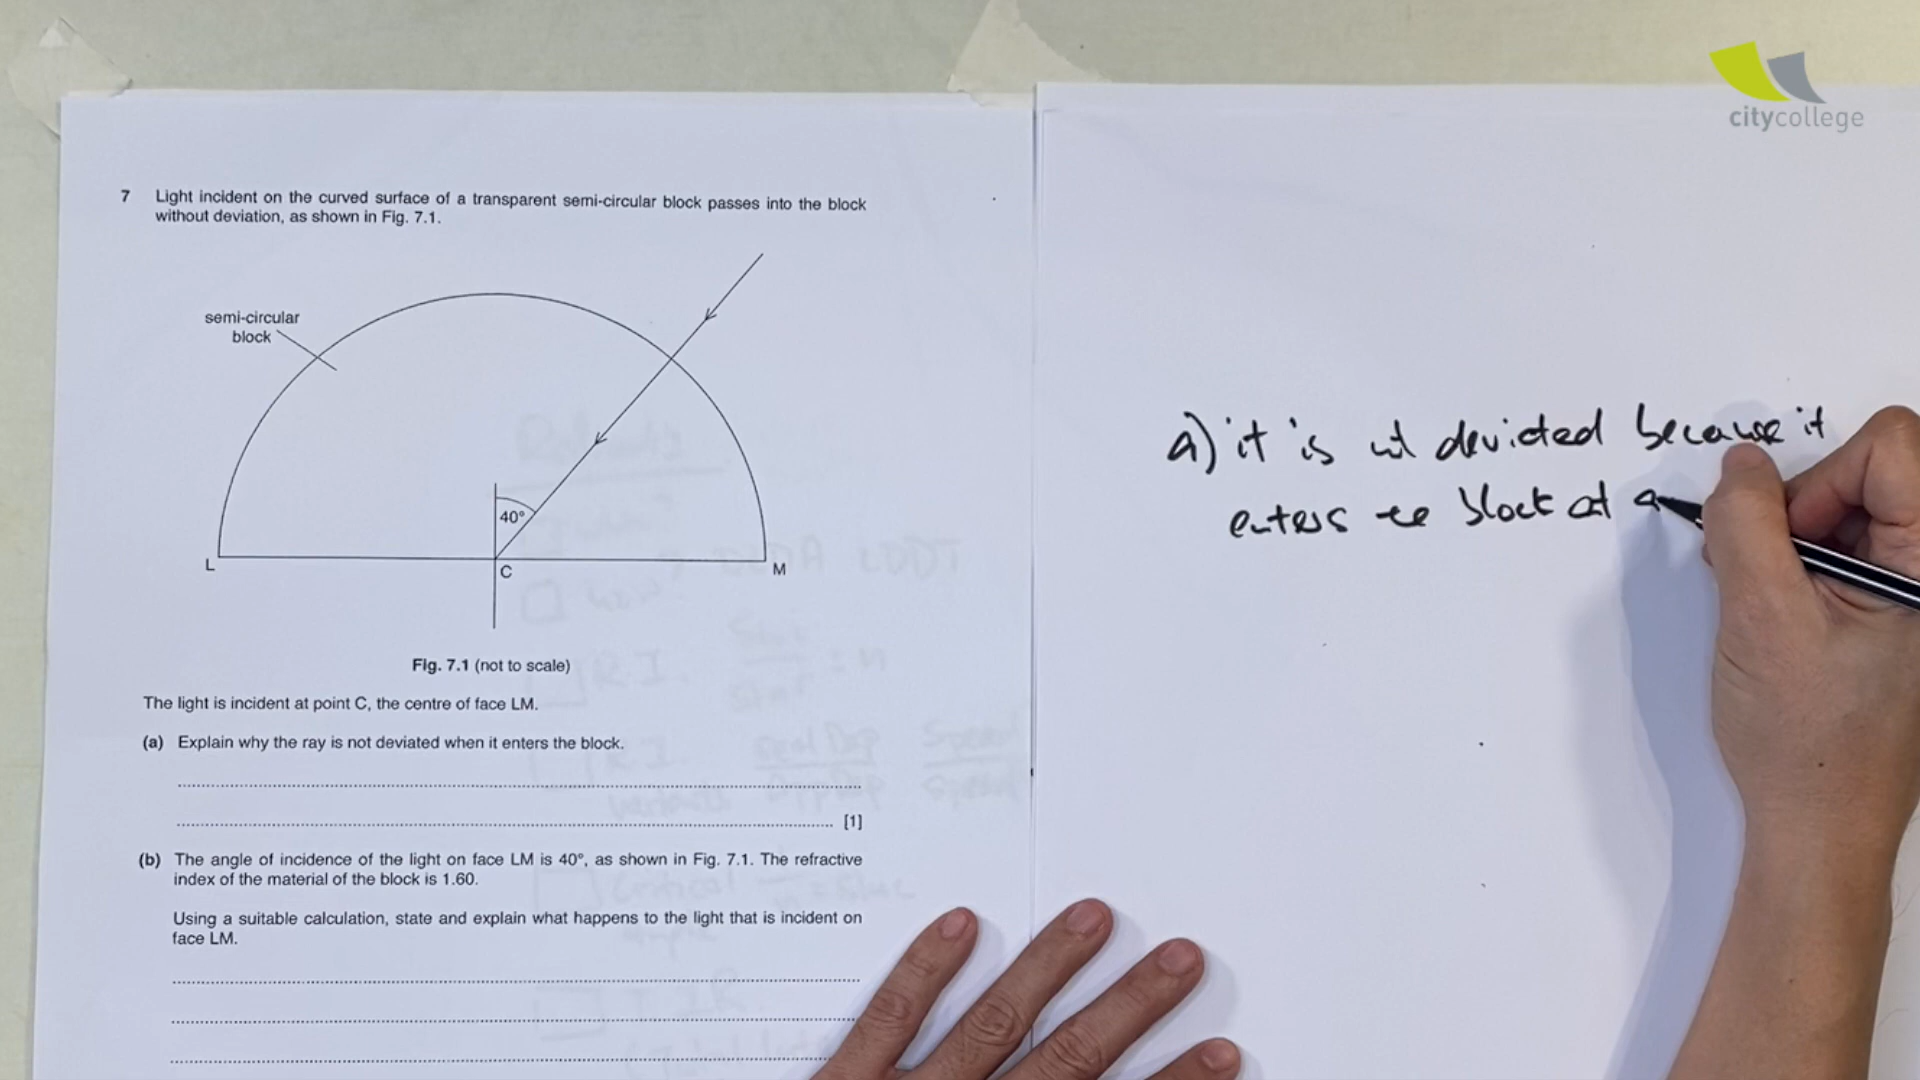 citycollege
7 Light incident on the curved surface of a transparent semi-circular block passes into the block
without deviation, as shown in Fig. 7.1.
semi-circular
block
40°
L
C
M
Fig. 7.1 (not to scale)
The light is incident at point C, the centre of face LM.
(a) Explain why the ray is not deviated when it enters the block.
[1]
(b) The angle of incidence of the light on face LM is 40°, as shown in Fig. 7.1. The refractive
index of the material of the block is 1.60.
Using a suitable calculation, state and explain what happens to the light that is incident on
face LM.
a) it is devicted because it
enters block at